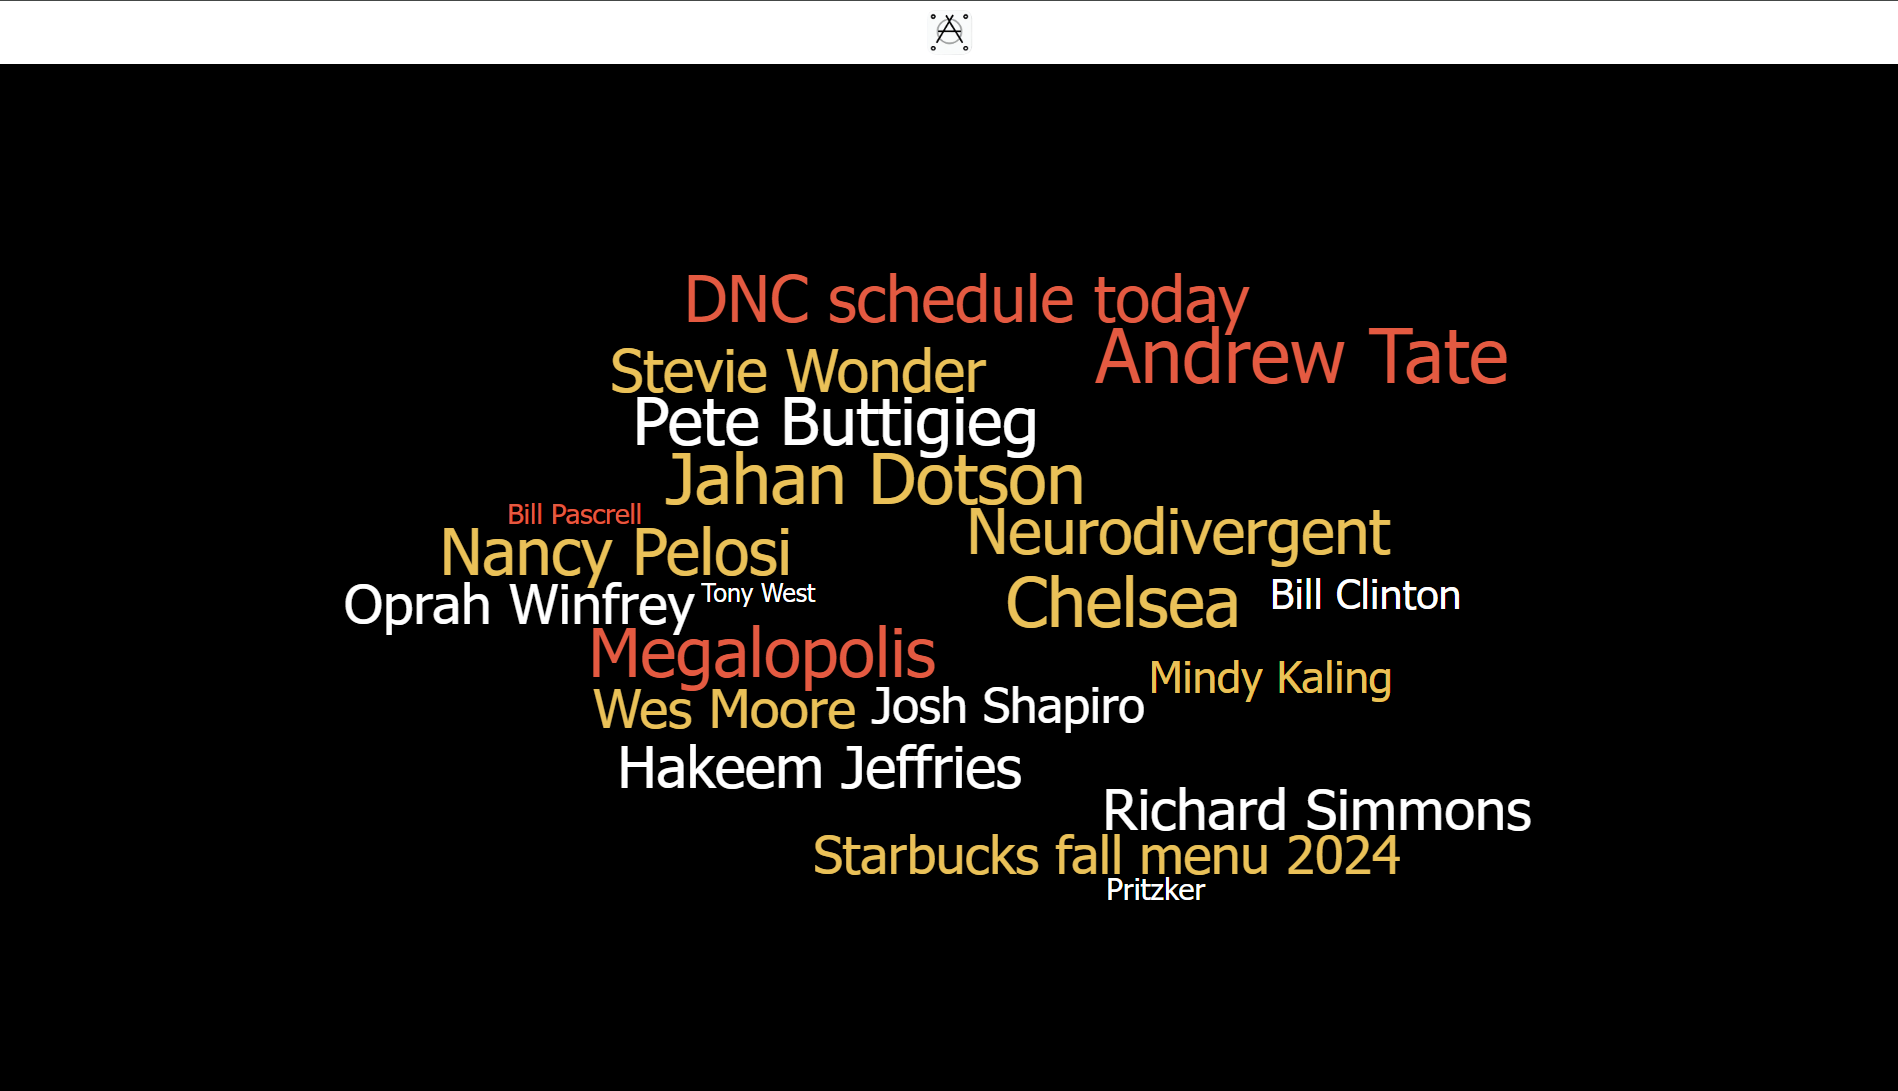 DNC schedule today
Andrew Tate
Stevie Wonder
Pete Buttigieg
Jahan Dotson
Bill Pascrell
Neurodivergent
Nancy Pelosi
Oprah Winfrey
Tony West
Chelsea
Bill Clinton
Megalopolis
Mindy Kaling
Wes Moore
Josh Shapiro
Hakeem Jeffries
Richard Simmons
Starbucks fall menu 2024
Pritzker